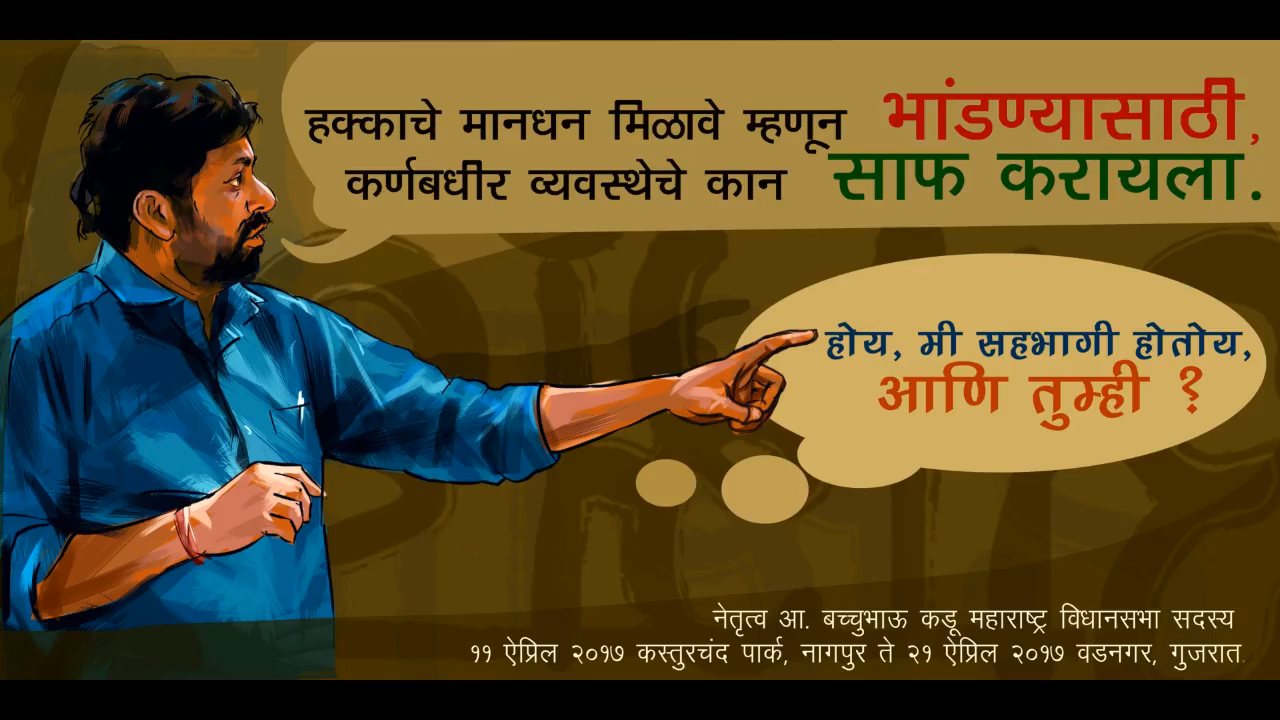 हक्काचे मानधन मिळावे म्हणून भांडण्यासाठी,
कर्णबधीर व्यवस्थेचे कान साफ करायला.
होय, मी सहभागी होतोय,
आणि तुम्ही ?
नेतृत्व आ. बच्चुभाऊ कडू महाराष्ट्र विधानसभा सदस्य
११ ऐप्रिल २०१७ कस्तुरचंद पार्क, नागपुर ते २१ ऐप्रिल २०१७ वडनगर, गुजरात.